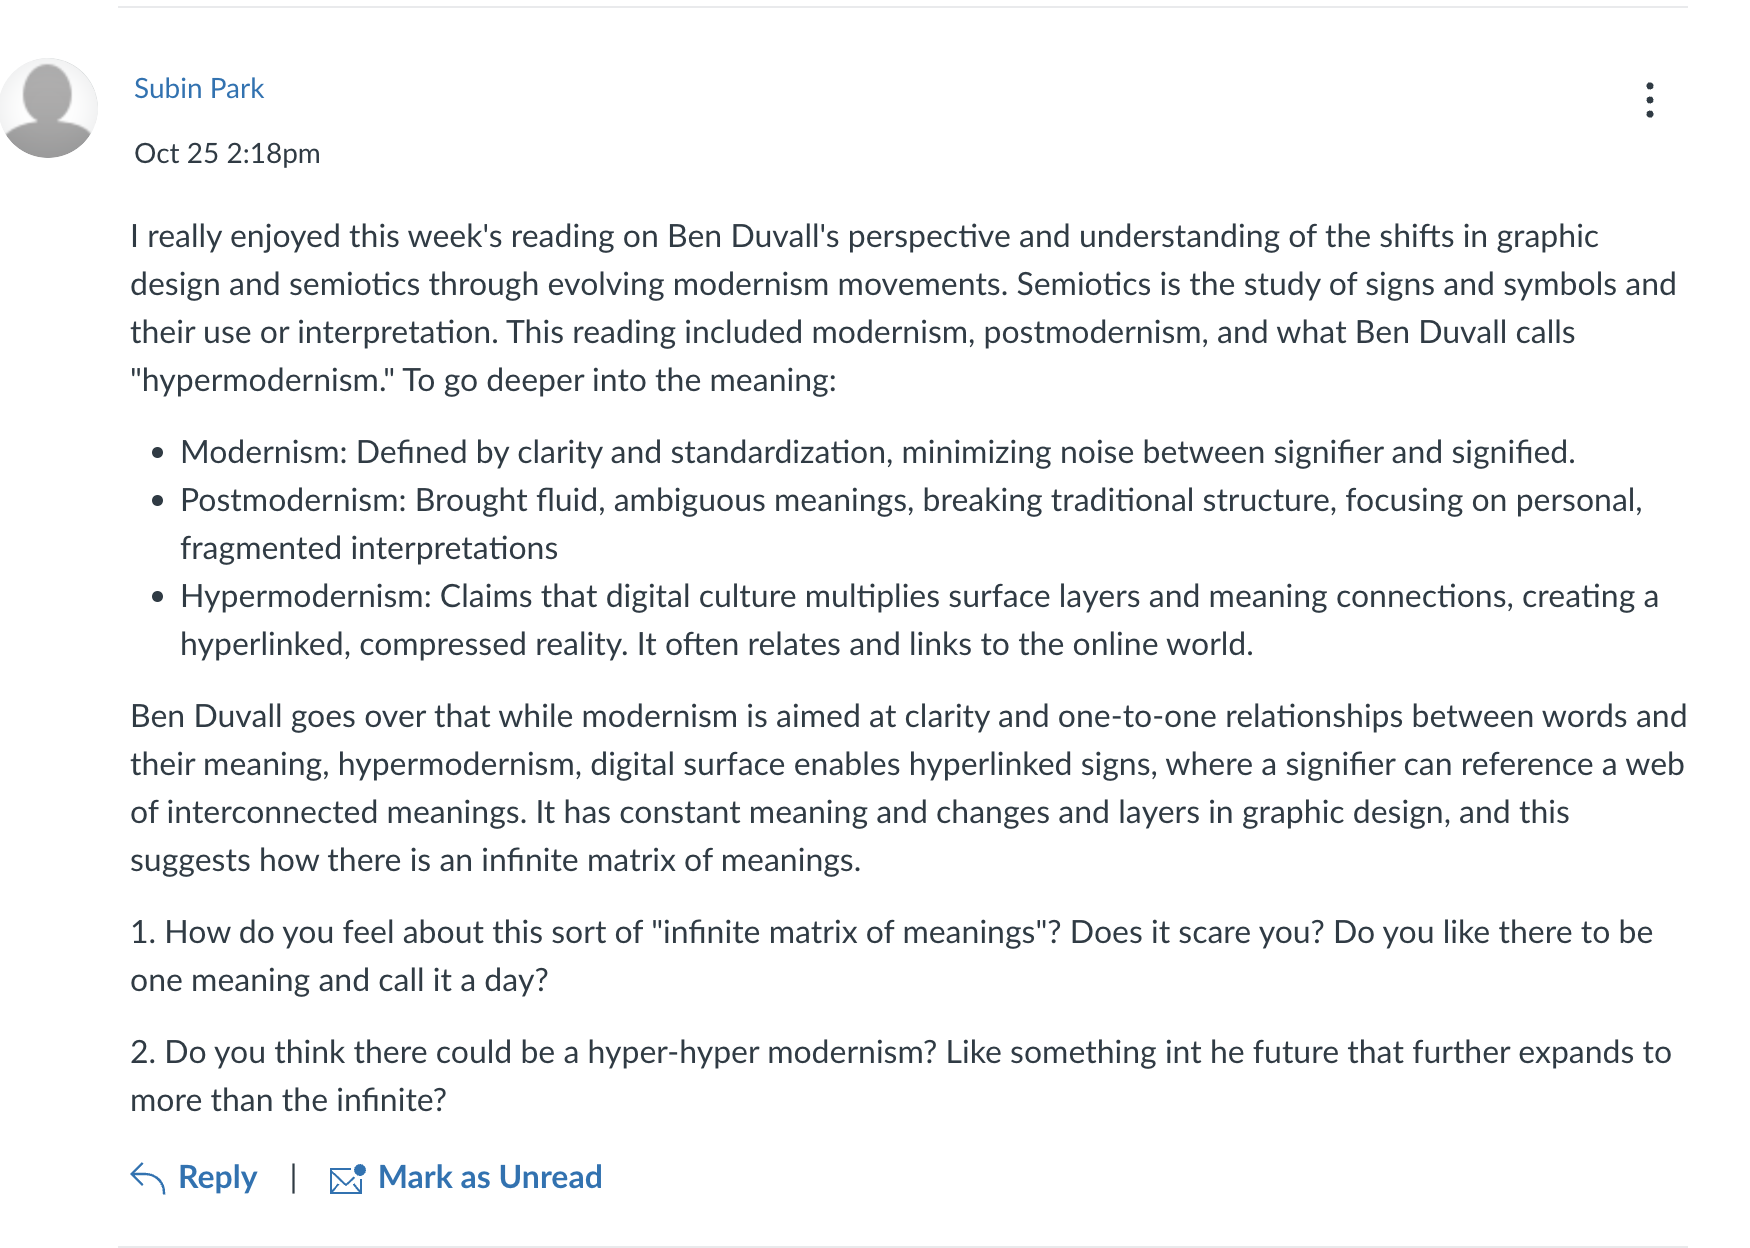 Subin Park
Oct 25 2:18pm
I really enjoyed this week's reading on Ben Duvall's perspective and understanding of the shifts in graphic
design and semiotics through evolving modernism movements. Semiotics is the study of signs and symbols and
their use or interpretation. This reading included modernism, postmodernism, and what Ben Duvall calls
"hypermodernism." To go deeper into the meaning:
• Modernism: Defined by clarity and standardization, minimizing noise between signifier and signified.
• Postmodernism: Brought fluid, ambiguous meanings, breaking traditional structure, focusing on personal,
fragmented interpretations
• Hypermodernism: Claims that digital culture multiplies surface layers and meaning connections, creating a
hyperlinked, compressed reality. It often relates and links to the online world.
Ben Duvall goes over that while modernism is aimed at clarity and one-to-one relationships between words and
their meaning, hypermodernism, digital surface enables hyperlinked signs, where a signifier can reference a web
of interconnected meanings. It has constant meaning and changes and layers in graphic design, and this
suggests how there is an infinite matrix of meanings.
1. How do you feel about this sort of "infinite matrix of meanings"? Does it scare you? Do you like there to be
one meaning and call it a day?
2. Do you think there could be a hyper-hyper modernism? Like something int he future that further expands to
more than the infinite?
Reply | Mark as Unread